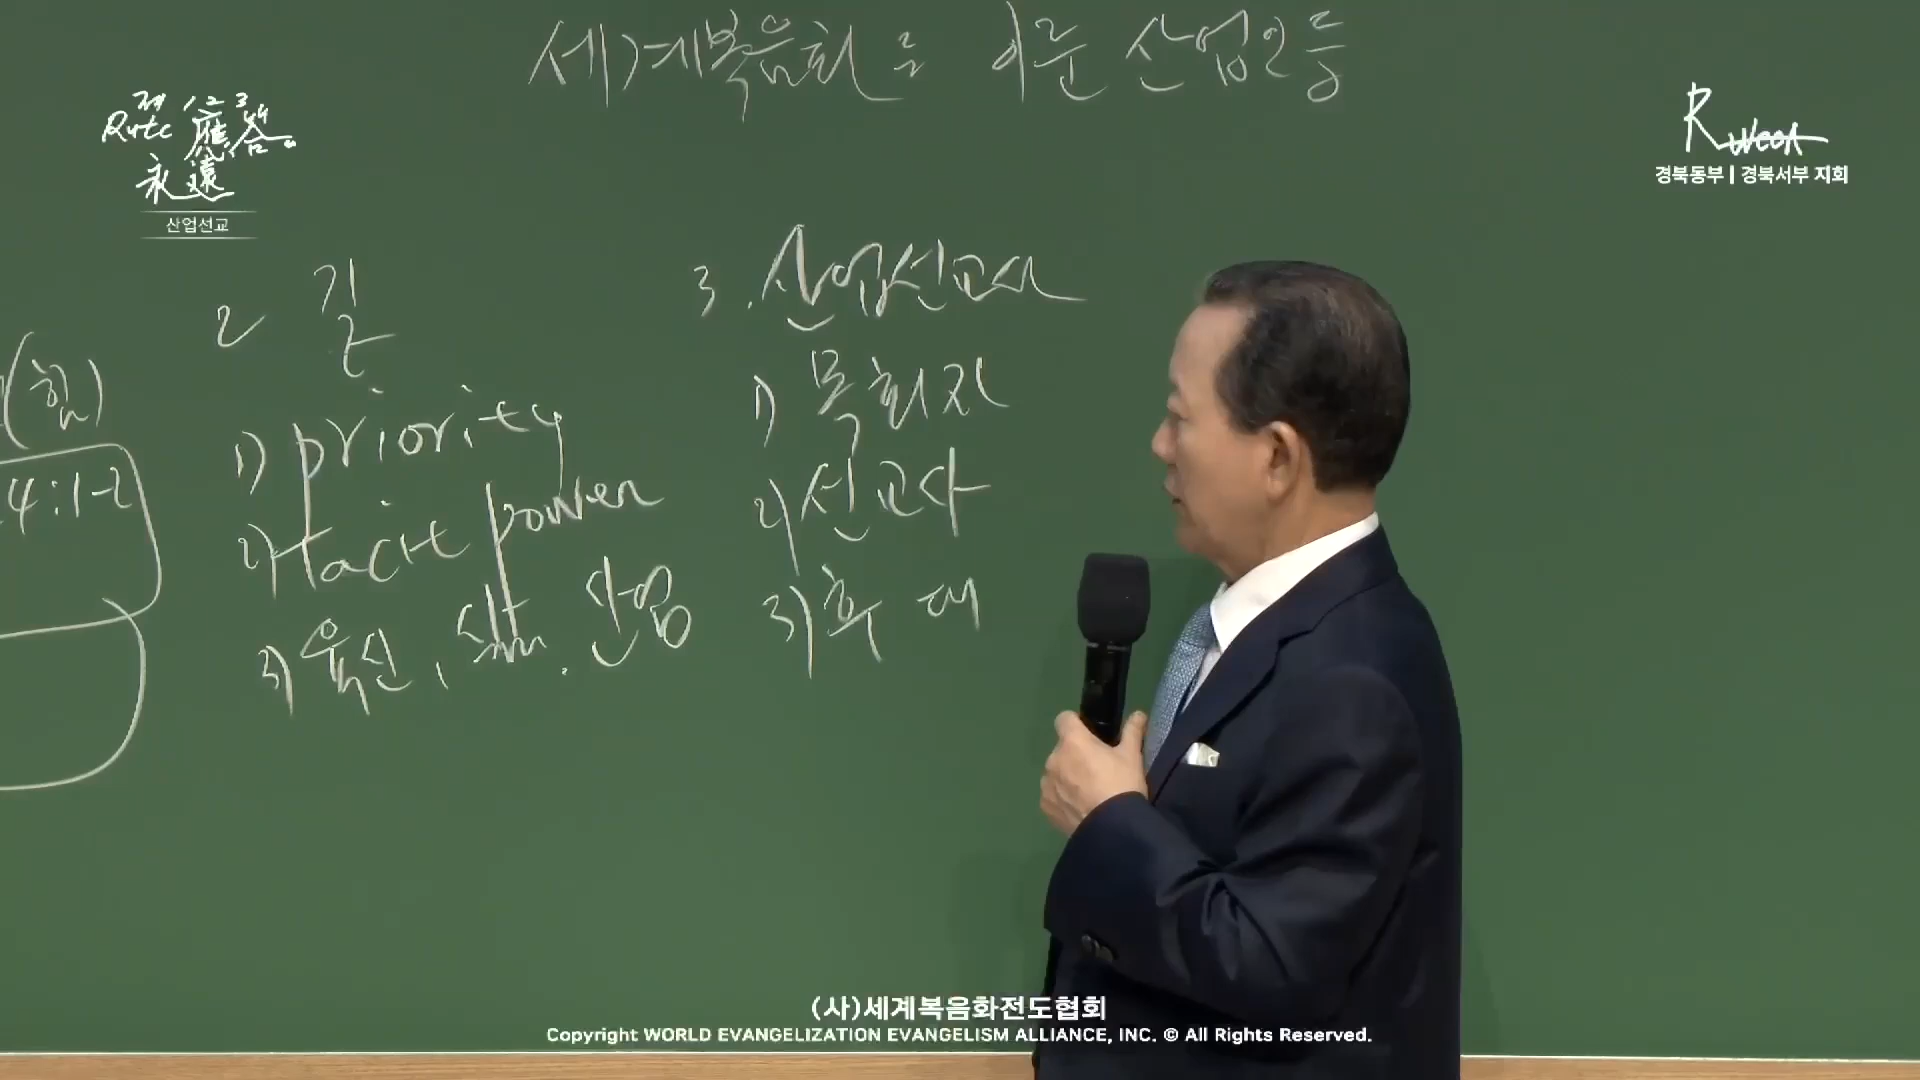 세계복음화를 이룬 산업인들
Rutc 應答
永遠
산업선교
R Week
경북동부 | 경북서부 지회
(힘)
4:1-2
2 길
1) priority
2) tacit power
3) 육신,
산업
3. 산업선교사
1) 목회자
2) 선교사
3) 후대
(사)세계복음화전도협회
Copyright WORLD EVANGELIZATION EVANGELISM ALLIANCE, INC. © All Rights Reserved.